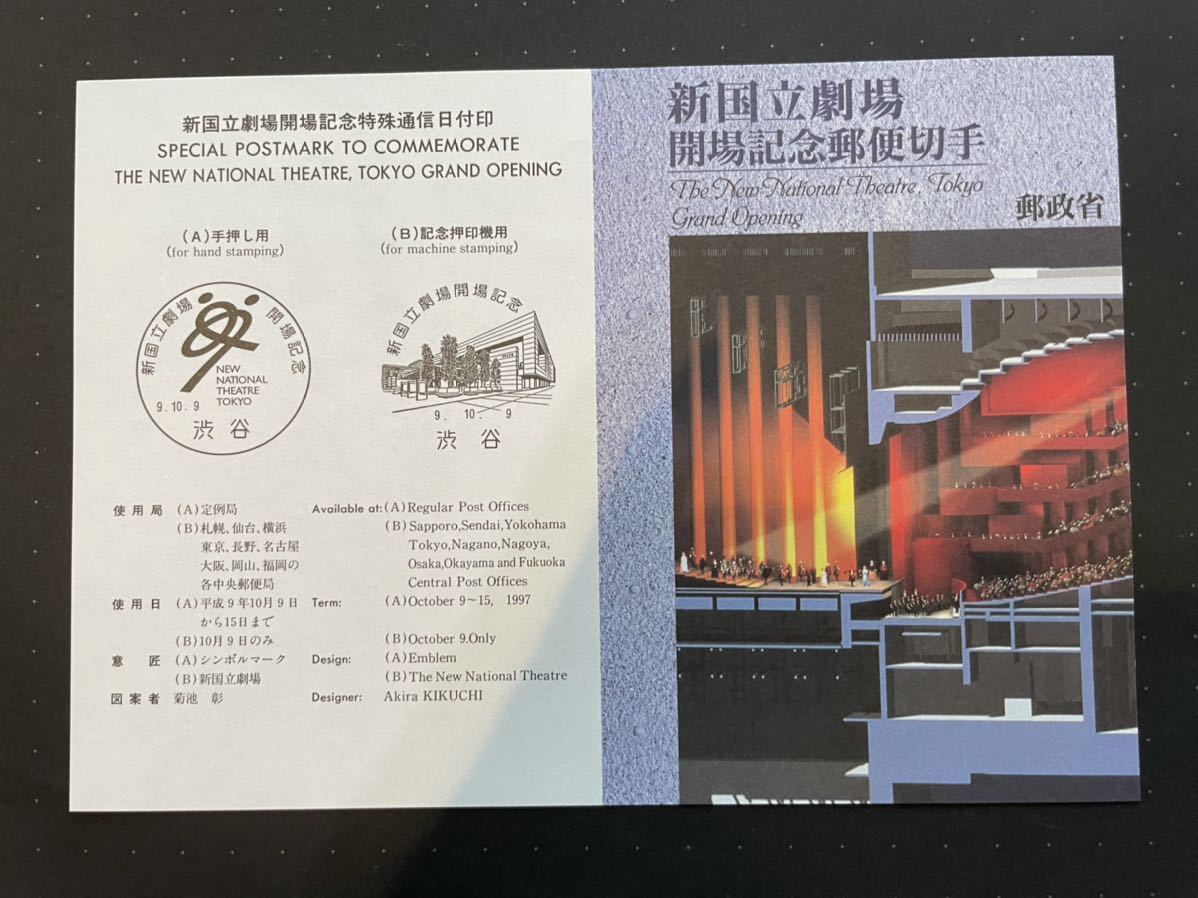 新国立劇場開場記念特殊通信日付印
SPECIAL POSTMARK TO COMMEMORATE
THE NEW NATIONAL THEATRE, TOKYO GRAND OPENING
(A)手押し用
(for hand stamping)
(B)記念押印機用
(for machine stamping)
新国立劇場 開場記念
NEW
NATIONAL
THEATRE
TOKYO
9.10.9
渋谷
新国立劇場開場記念
9. 10. 9
渋谷
使用局 (A)定例局
(B)札幌、仙台、横浜
東京、長野、名古屋
大阪、岡山、福岡の
各中央郵便局
使用日 (A)平成9年10月9日
から15日まで
(B)10月9日のみ
意匠 (A)シンボルマーク
(B)新国立劇場
図案者 菊池 彰
Available at:(A)Regular Post Offices
(B)Sapporo,Sendai,Yokohama
Tokyo,Nagano,Nagoya,
Osaka,Okayama and Fukuoka
Central Post Offices
Term: (A)October 9~15, 1997
(B)October 9.Only
Design: (A)Emblem
(B)The New National Theatre
Designer: Akira KIKUCHI
新国立劇場
開場記念郵便切手
The New National Theatre, Tokyo
Grand Opening
郵政省